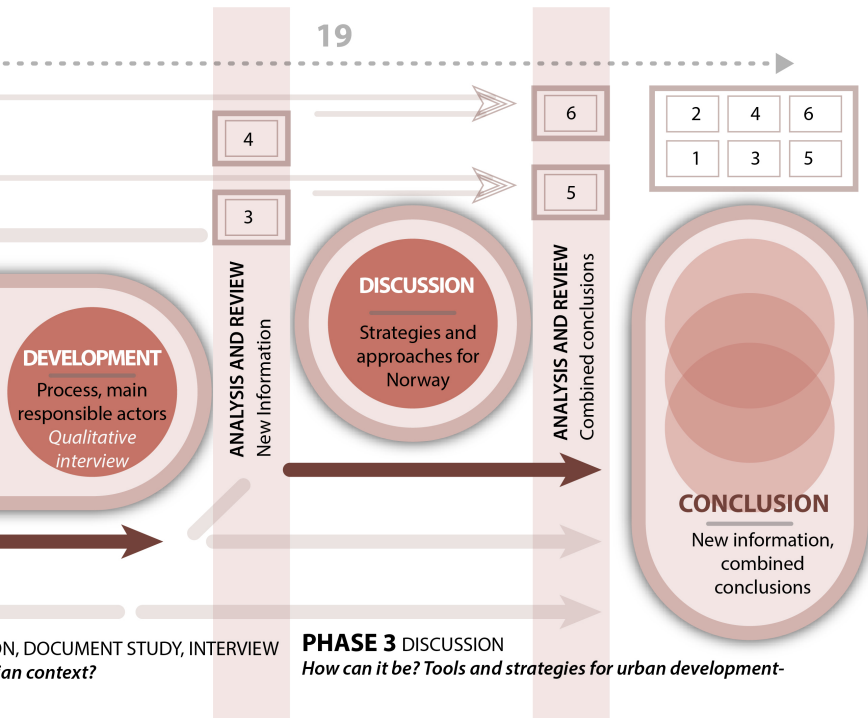 19
4
3
6
5
2 4 6
1 3 5
DEVELOPMENT
Process, main
responsible actors
Qualitative
interview
ANALYSIS AND REVIEW
New Information
DISCUSSION
Strategies and
approaches for
Norway
ANALYSIS AND REVIEW
Combined conclusions
CONCLUSION
New information,
combined
conclusions
ON, DOCUMENT STUDY, INTERVIEW
ian context?
PHASE 3 DISCUSSION
How can it be? Tools and strategies for urban development-